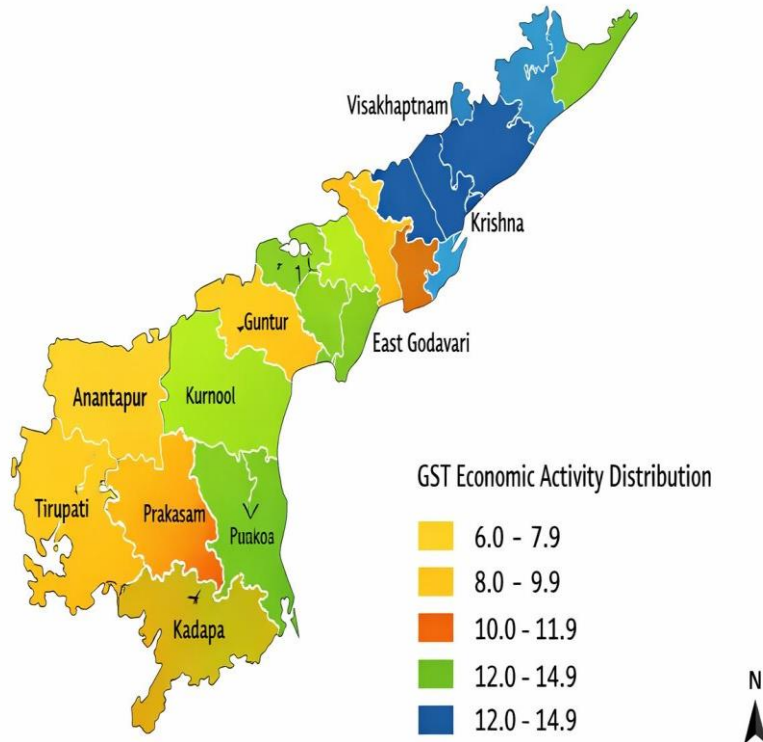 Visakhaptnam
Krishna
Guntur
East Godavari
Anantapur
Kurnool
Tirupati
Prakasam
Puakoa
Kadapa
GST Economic Activity Distribution
6.0 - 7.9
8.0 - 9.9
10.0 - 11.9
12.0 - 14.9
12.0 - 14.9
N